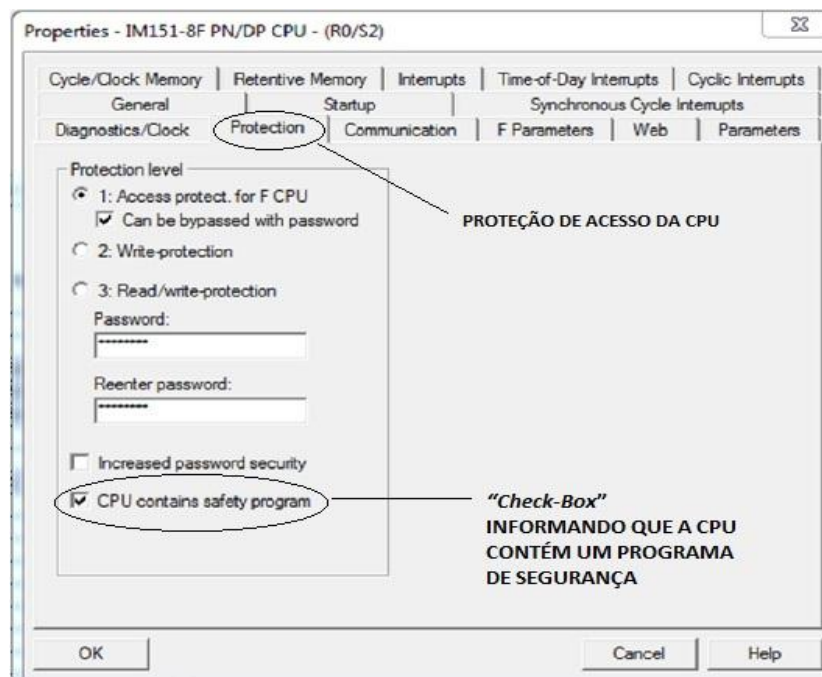 Properties - IM151-8F PN/DP CPU - (R0/S2)
Cycle/Clock Memory Retentive Memory Interrupts Time-of-Day Interrupts Cyclic Interrupts
General Startup Synchronous Cycle Interrupts
Diagnostics/Clock Protection Communication F Parameters Web Parameters
Protection level
1: Access protect. for F CPU
Can be bypassed with password
PROTEÇÃO DE ACESSO DA CPU
2: Write-protection
3: Read/write-protection
Password:
********
Reenter password:
********
Increased password security
CPU contains safety program
"Check-Box"
INFORMANDO QUE A CPU
CONTÉM UM PROGRAMA
DE SEGURANÇA
OK Cancel Help